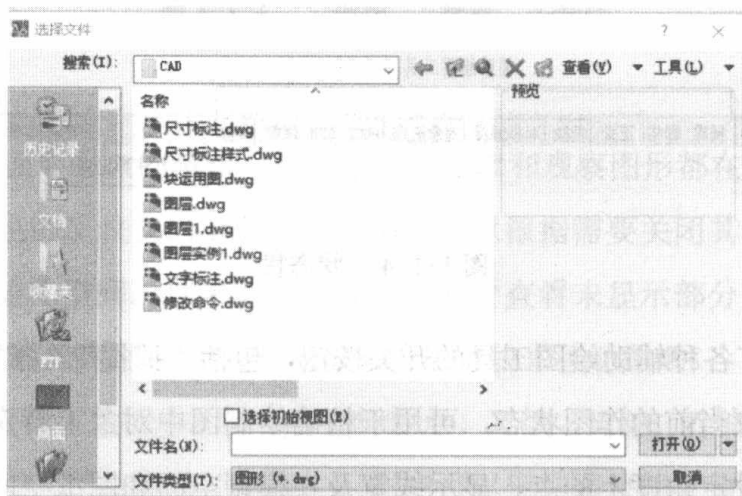 选择文件
搜索(I):
CAD
查看(V)
工具(L)
历史记录
文档
收藏夹
FTP
桌面
名称
预览
尺寸标注.dwg
尺寸标注样式.dwg
块运用图.dwg
图层.dwg
图层1.dwg
图层实例1.dwg
文字标注.dwg
修改命令.dwg
选择初始视图(E)
文件名(N):
打开(O)
文件类型(T):
图形 (*.dwg)
取消